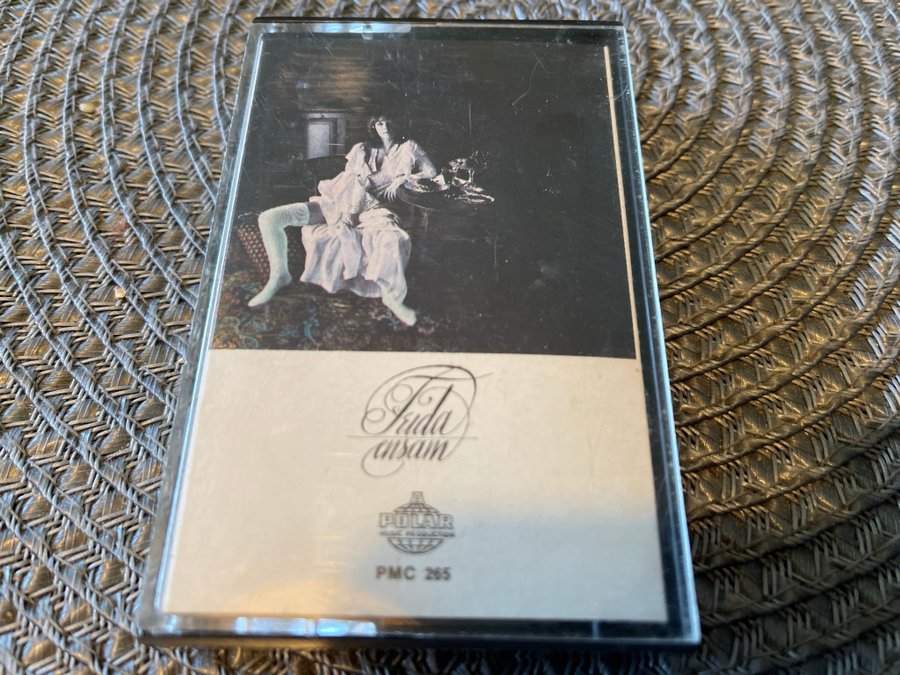 Frida
ensam
POLAR
MUSIC PRODUCTION
PMC 265